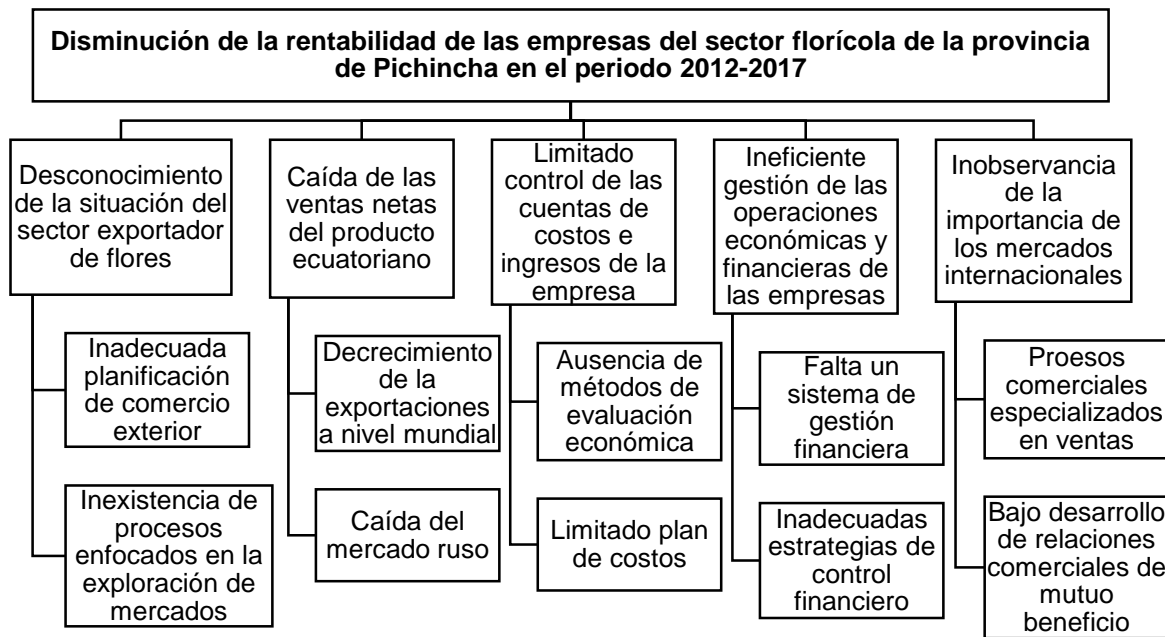 Disminución de la rentabilidad de las empresas del sector florícola de la provincia
de Pichincha en el periodo 2012-2017
Desconocimiento
de la situación del
sector exportador
de flores
Inadecuada
planificación
de comercio
exterior
Inexistencia de
procesos
enfocados en la
exploración de
mercados
Caída de las
ventas netas
del producto
ecuatoriano
Decrecimiento
de la
exportaciones
a nivel mundial
Caída del
mercado ruso
Limitado
control de las
cuentas de
costos e
ingresos de la
empresa
Ausencia de
métodos de
evaluación
económica
Limitado plan
de costos
Ineficiente
gestión de las
operaciones
económicas y
financieras de
las empresas
Falta un
sistema de
gestión
financiera
Inadecuadas
estrategias de
control
financiero
Inobservancia
de la
importancia de
los mercados
internacionales
Proesos
comerciales
especializados
en ventas
Bajo desarrollo
de relaciones
comerciales de
mutuo
beneficio